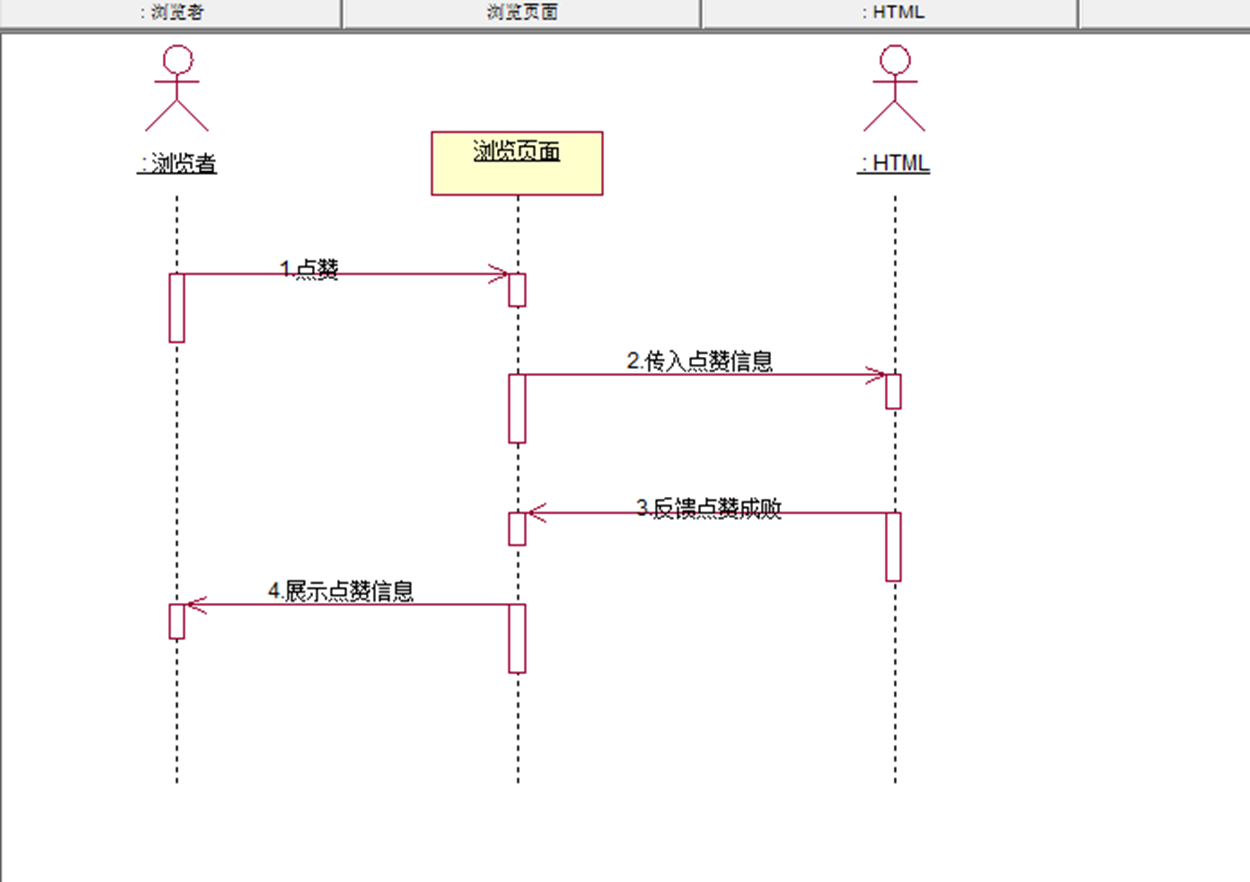 : 浏览者
浏览页面
: HTML
: 浏览者
浏览页面
: HTML
1.点赞
2.传入点赞信息
3.反馈点赞成败
4.展示点赞信息